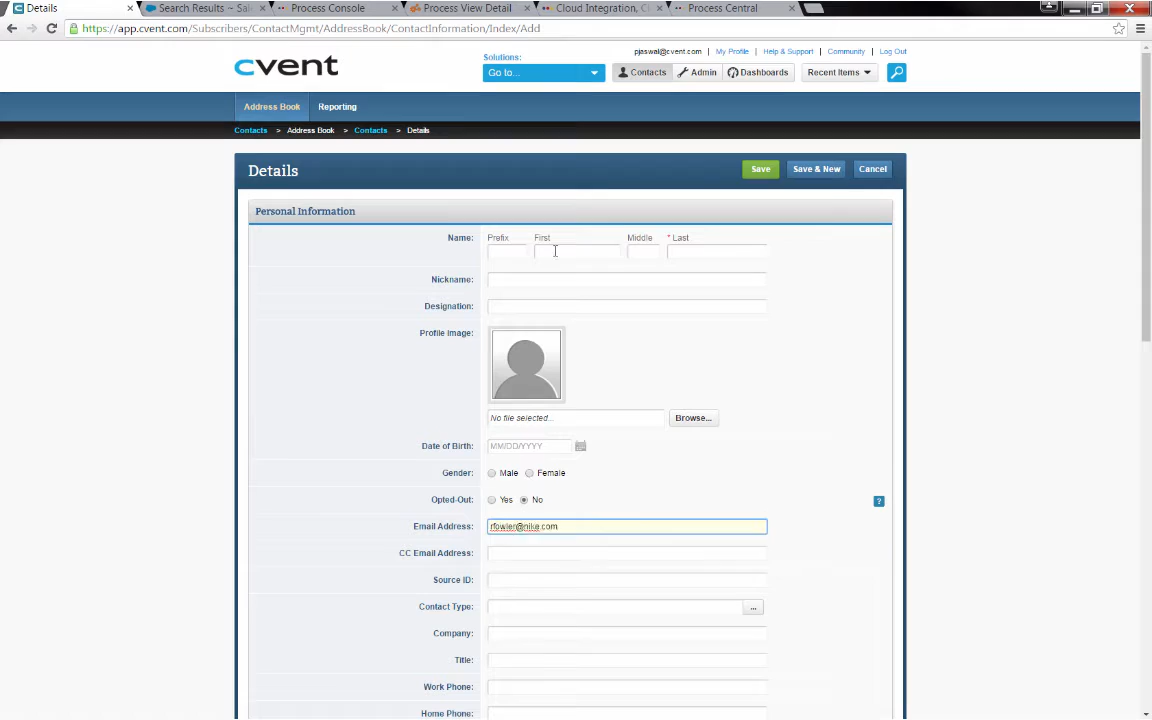 Details
Search Results ~ Sal
Process Console
Process View Detail
Cloud Integration, Cl
Process Central
https://app.cvent.com/Subscribers/ContactMgmt/AddressBook/ContactInformation/Index/Add
cvent
Solutions:
Go to...
pjaswal@cvent.com | My Profile | Help & Support | Community | Log Out
Contacts
Admin
Dashboards
Recent Items
Address Book
Reporting
Contacts > Address Book > Contacts > Details
Details
Save
Save & New
Cancel
Personal Information
Name:
Prefix
First
Middle
* Last
Nickname:
Designation:
Profile Image:
No file selected...
Browse...
Date of Birth:
MM/DD/YYYY
Gender:
Male
Female
Opted-Out:
Yes
No
?
Email Address:
rfowler@nike.com
CC Email Address:
Source ID:
Contact Type:
...
Company:
Title:
Work Phone:
Home Phone: